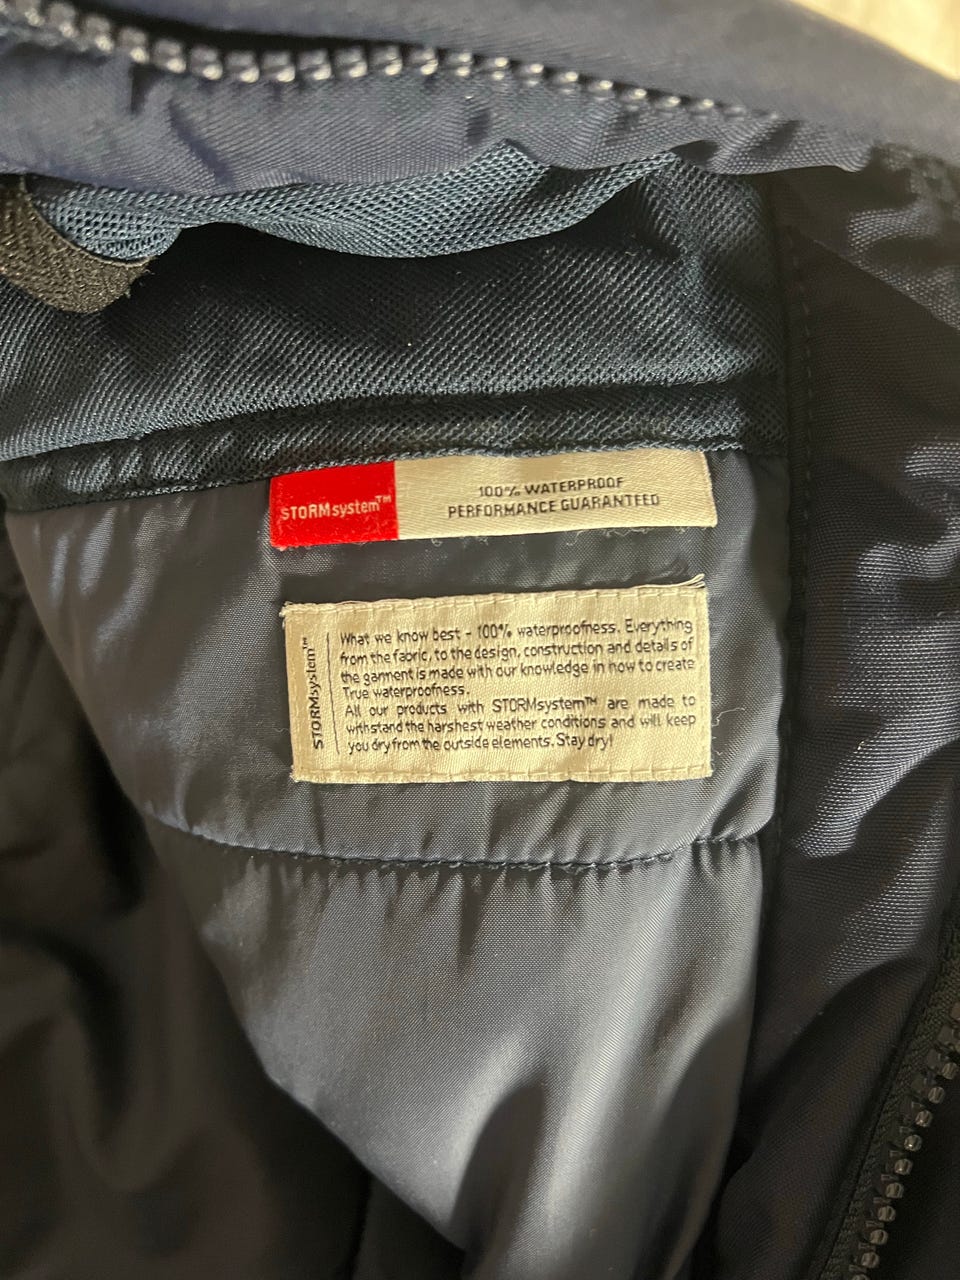 STORMsystem™
100% WATERPROOF
PERFORMANCE GUARANTEED
STORMsystem™
What we know best - 100% waterproofness. Everything
from the fabric, to the design, construction and details of
the garment is made with our knowledge in how to create
True waterproofness.
All our products with STORMsystem™ are made to
withstand the harshest weather conditions and will keep
you dry from the outside elements. Stay dry!